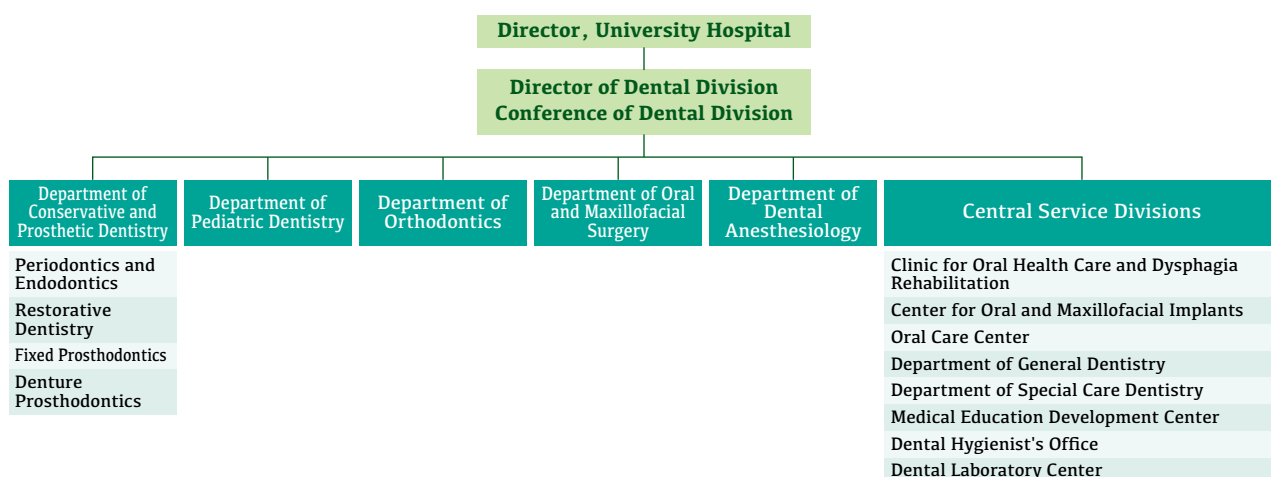 Director, University Hospital
Director of Dental Division
Conference of Dental Division
Department of
Conservative and
Prosthetic Dentistry
Department of
Pediatric Dentistry
Department of
Orthodontics
Department of Oral
and Maxillofacial
Surgery
Department of
Dental
Anesthesiology
Central Service Divisions
Periodontics and
Endodontics
Restorative
Dentistry
Fixed Prosthodontics
Denture
Prosthodontics
Clinic for Oral Health Care and Dysphagia
Rehabilitation
Center for Oral and Maxillofacial Implants
Oral Care Center
Department of General Dentistry
Department of Special Care Dentistry
Medical Education Development Center
Dental Hygienist's Office
Dental Laboratory Center